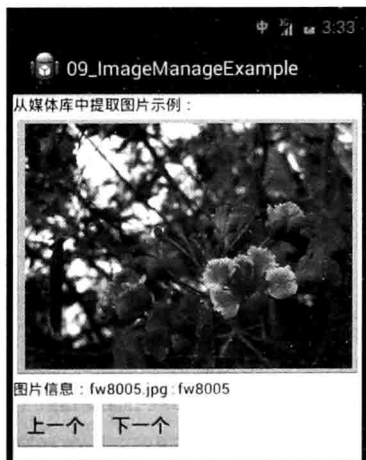 中 3G 3:33
09_ImageManageExample
从媒体库中提取图片示例：
图片信息：fw8005.jpg:fw8005
上一个 下一个